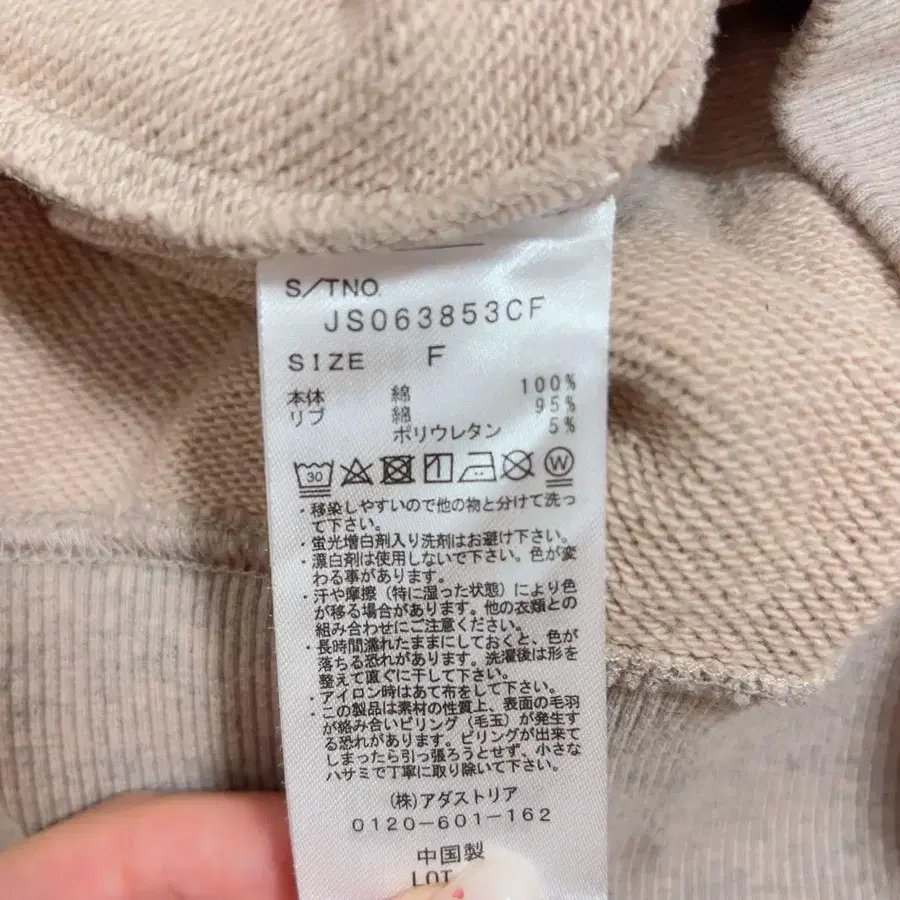 S/TNO.
JS063853CF
SIZE F
本体 綿 100%
リブ 綿 95%
ポリウレタン 5%
30 W
・移染しやすいので他の物と分けて洗っ
て下さい。
・蛍光増白剤入り洗剤はお避け下さい。
・漂白剤は使用しないで下さい。色が変
わる事があります。
・汗や摩擦（特に湿った状態）により色
が移る場合があります。他の衣類との
組み合わせにご注意ください。
・長時間濡れたままにしておくと、色が
落ちる恐れがあります。洗濯後は形を
整えて直ぐに干して下さい。
・アイロン時はあて布をして下さい。
・この製品は素材の性質上、表面の毛羽
が絡み合いピリング（毛玉）が発生す
る恐れがあります。ピリングが出来て
しまったら引っ張ろうとせず、小さな
ハサミで丁寧に取り除いて下さい。
(株)アダストリア
0120-601-162
中国製
LOT